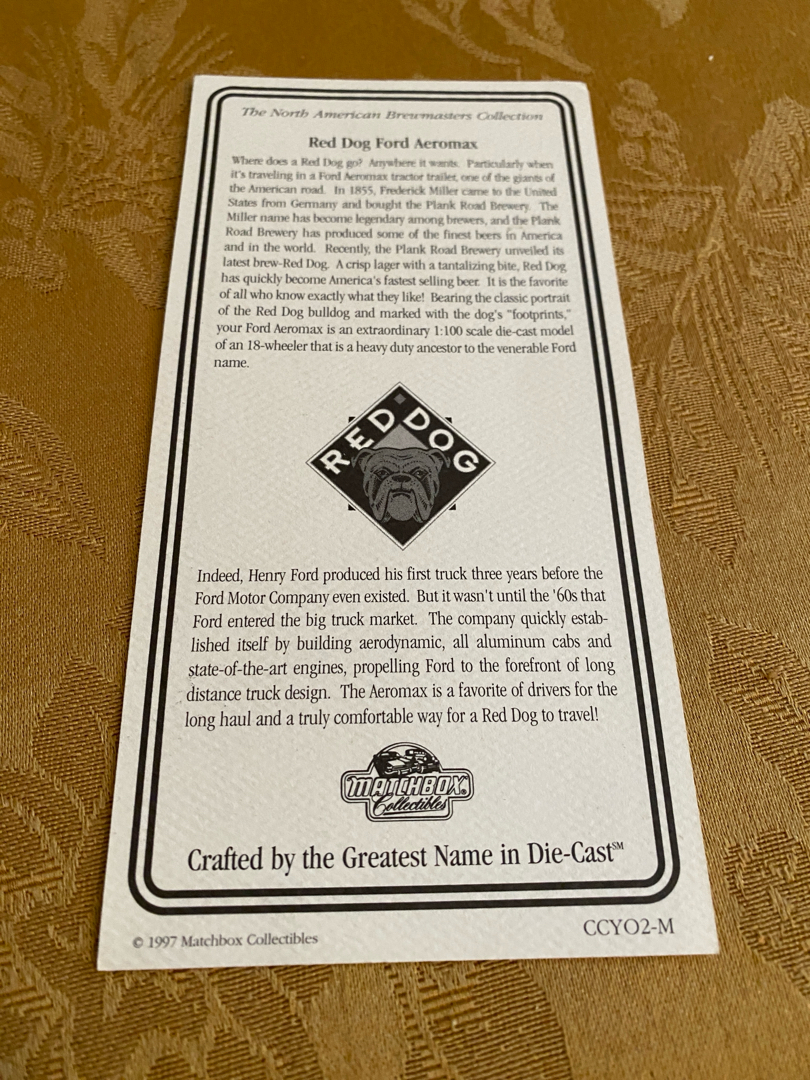 The North American Brewmasters Collection
Red Dog Ford Aeromax
Where does a Red Dog go? Anywhere it wants. Particularly when
it's traveling in a Ford Aeromax tractor trailer, one of the giants of
the American road. In 1855, Frederick Miller came to the United
States from Germany and bought the Plank Road Brewery. The
Miller name has become legendary among brewers, and the Plank
Road Brewery has produced some of the finest beers in America
and in the world. Recently, the Plank Road Brewery unveiled its
latest brew-Red Dog. A crisp lager with a tantalizing bite, Red Dog
has quickly become America's fastest selling beer. It is the favorite
of all who know exactly what they like! Bearing the classic portrait
of the Red Dog bulldog and marked with the dog's "footprints,"
your Ford Aeromax is an extraordinary 1:100 scale die-cast model
of an 18-wheeler that is a heavy duty ancestor to the venerable Ford
name.
RED DOG
Indeed, Henry Ford produced his first truck three years before the
Ford Motor Company even existed. But it wasn't until the '60s that
Ford entered the big truck market. The company quickly estab-
lished itself by building aerodynamic, all aluminum cabs and
state-of-the-art engines, propelling Ford to the forefront of long
distance truck design. The Aeromax is a favorite of drivers for the
long haul and a truly comfortable way for a Red Dog to travel!
MATCHBOX®
Collectibles
Crafted by the Greatest Name in Die-Cast℠
© 1997 Matchbox Collectibles
CCYO2-M